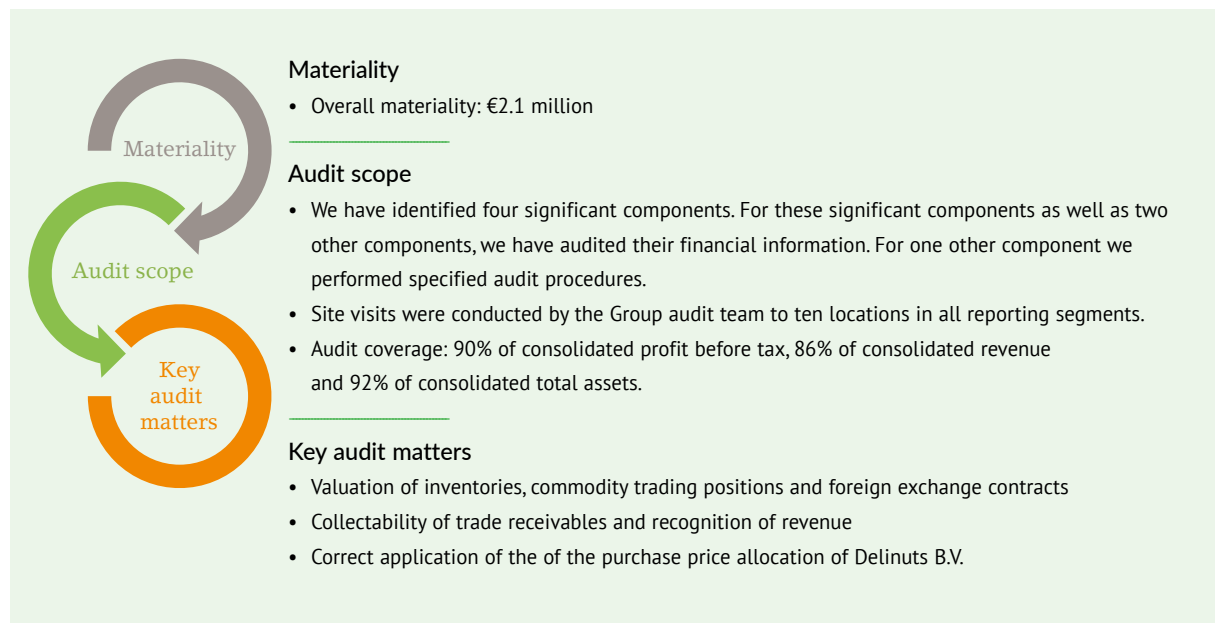 Materiality
Audit scope
Key
audit
matters
Materiality
• Overall materiality: €2.1 million
Audit scope
• We have identified four significant components. For these significant components as well as two
other components, we have audited their financial information. For one other component we
performed specified audit procedures.
• Site visits were conducted by the Group audit team to ten locations in all reporting segments.
• Audit coverage: 90% of consolidated profit before tax, 86% of consolidated revenue
and 92% of consolidated total assets.
Key audit matters
• Valuation of inventories, commodity trading positions and foreign exchange contracts
• Collectability of trade receivables and recognition of revenue
• Correct application of the of the purchase price allocation of Delinuts B.V.